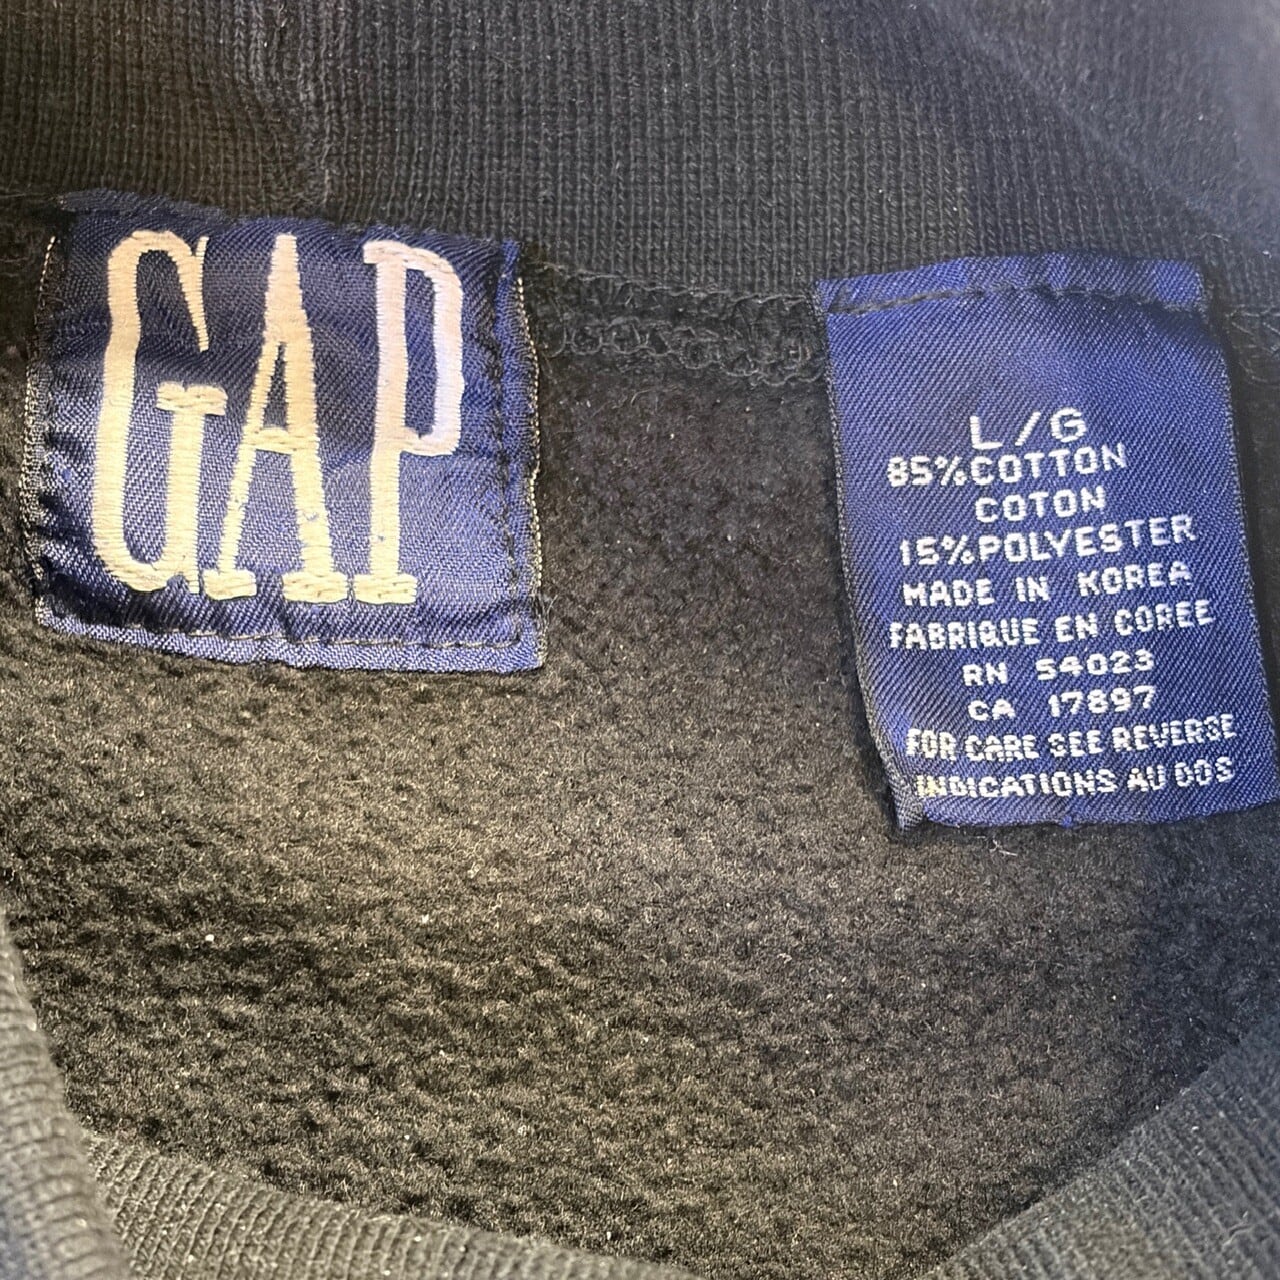 GAP
L/G
85%COTTON
COTON
15%POLYESTER
MADE IN KOREA
FABRIQUE EN COREE
RN 54023
CA 17897
FOR CARE SEE REVERSE
INDICATIONS AU DOS